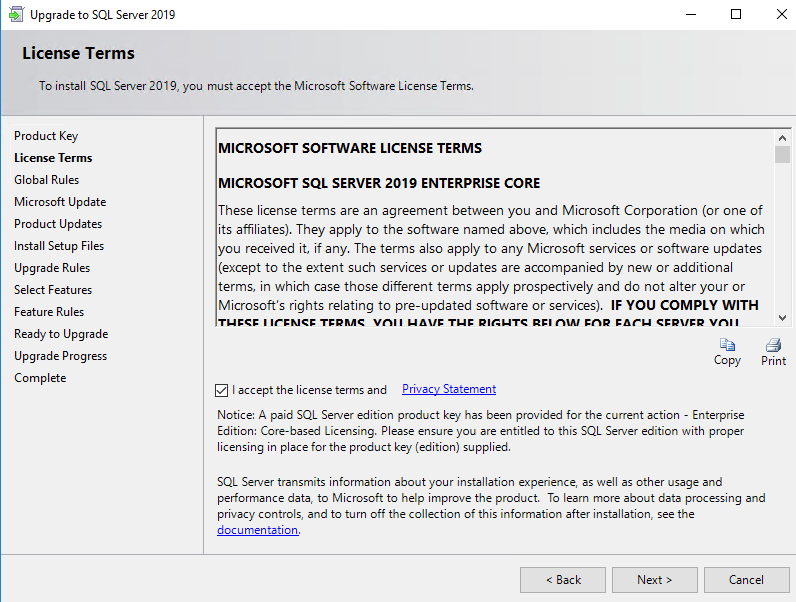 Upgrade to SQL Server 2019
License Terms
To install SQL Server 2019, you must accept the Microsoft Software License Terms.
Product Key
License Terms
Global Rules
Microsoft Update
Product Updates
Install Setup Files
Upgrade Rules
Select Features
Feature Rules
Ready to Upgrade
Upgrade Progress
Complete
MICROSOFT SOFTWARE LICENSE TERMS
MICROSOFT SQL SERVER 2019 ENTERPRISE CORE
These license terms are an agreement between you and Microsoft Corporation (or one of
its affiliates). They apply to the software named above, which includes the media on which
you received it, if any. The terms also apply to any Microsoft services or software updates
(except to the extent such services or updates are accompanied by new or additional
terms, in which case those different terms apply prospectively and do not alter your or
Microsoft's rights relating to pre-updated software or services). IF YOU COMPLY WITH
THESE LICENSE TERMS, YOU HAVE THE RIGHTS BELOW FOR EACH SERVER YOU
Copy
Print
I accept the license terms and Privacy Statement
Notice: A paid SQL Server edition product key has been provided for the current action - Enterprise
Edition: Core-based Licensing. Please ensure you are entitled to this SQL Server edition with proper
licensing in place for the product key (edition) supplied.
SQL Server transmits information about your installation experience, as well as other usage and
performance data, to Microsoft to help improve the product. To learn more about data processing and
privacy controls, and to turn off the collection of this information after installation, see the
documentation.
< Back
Next >
Cancel